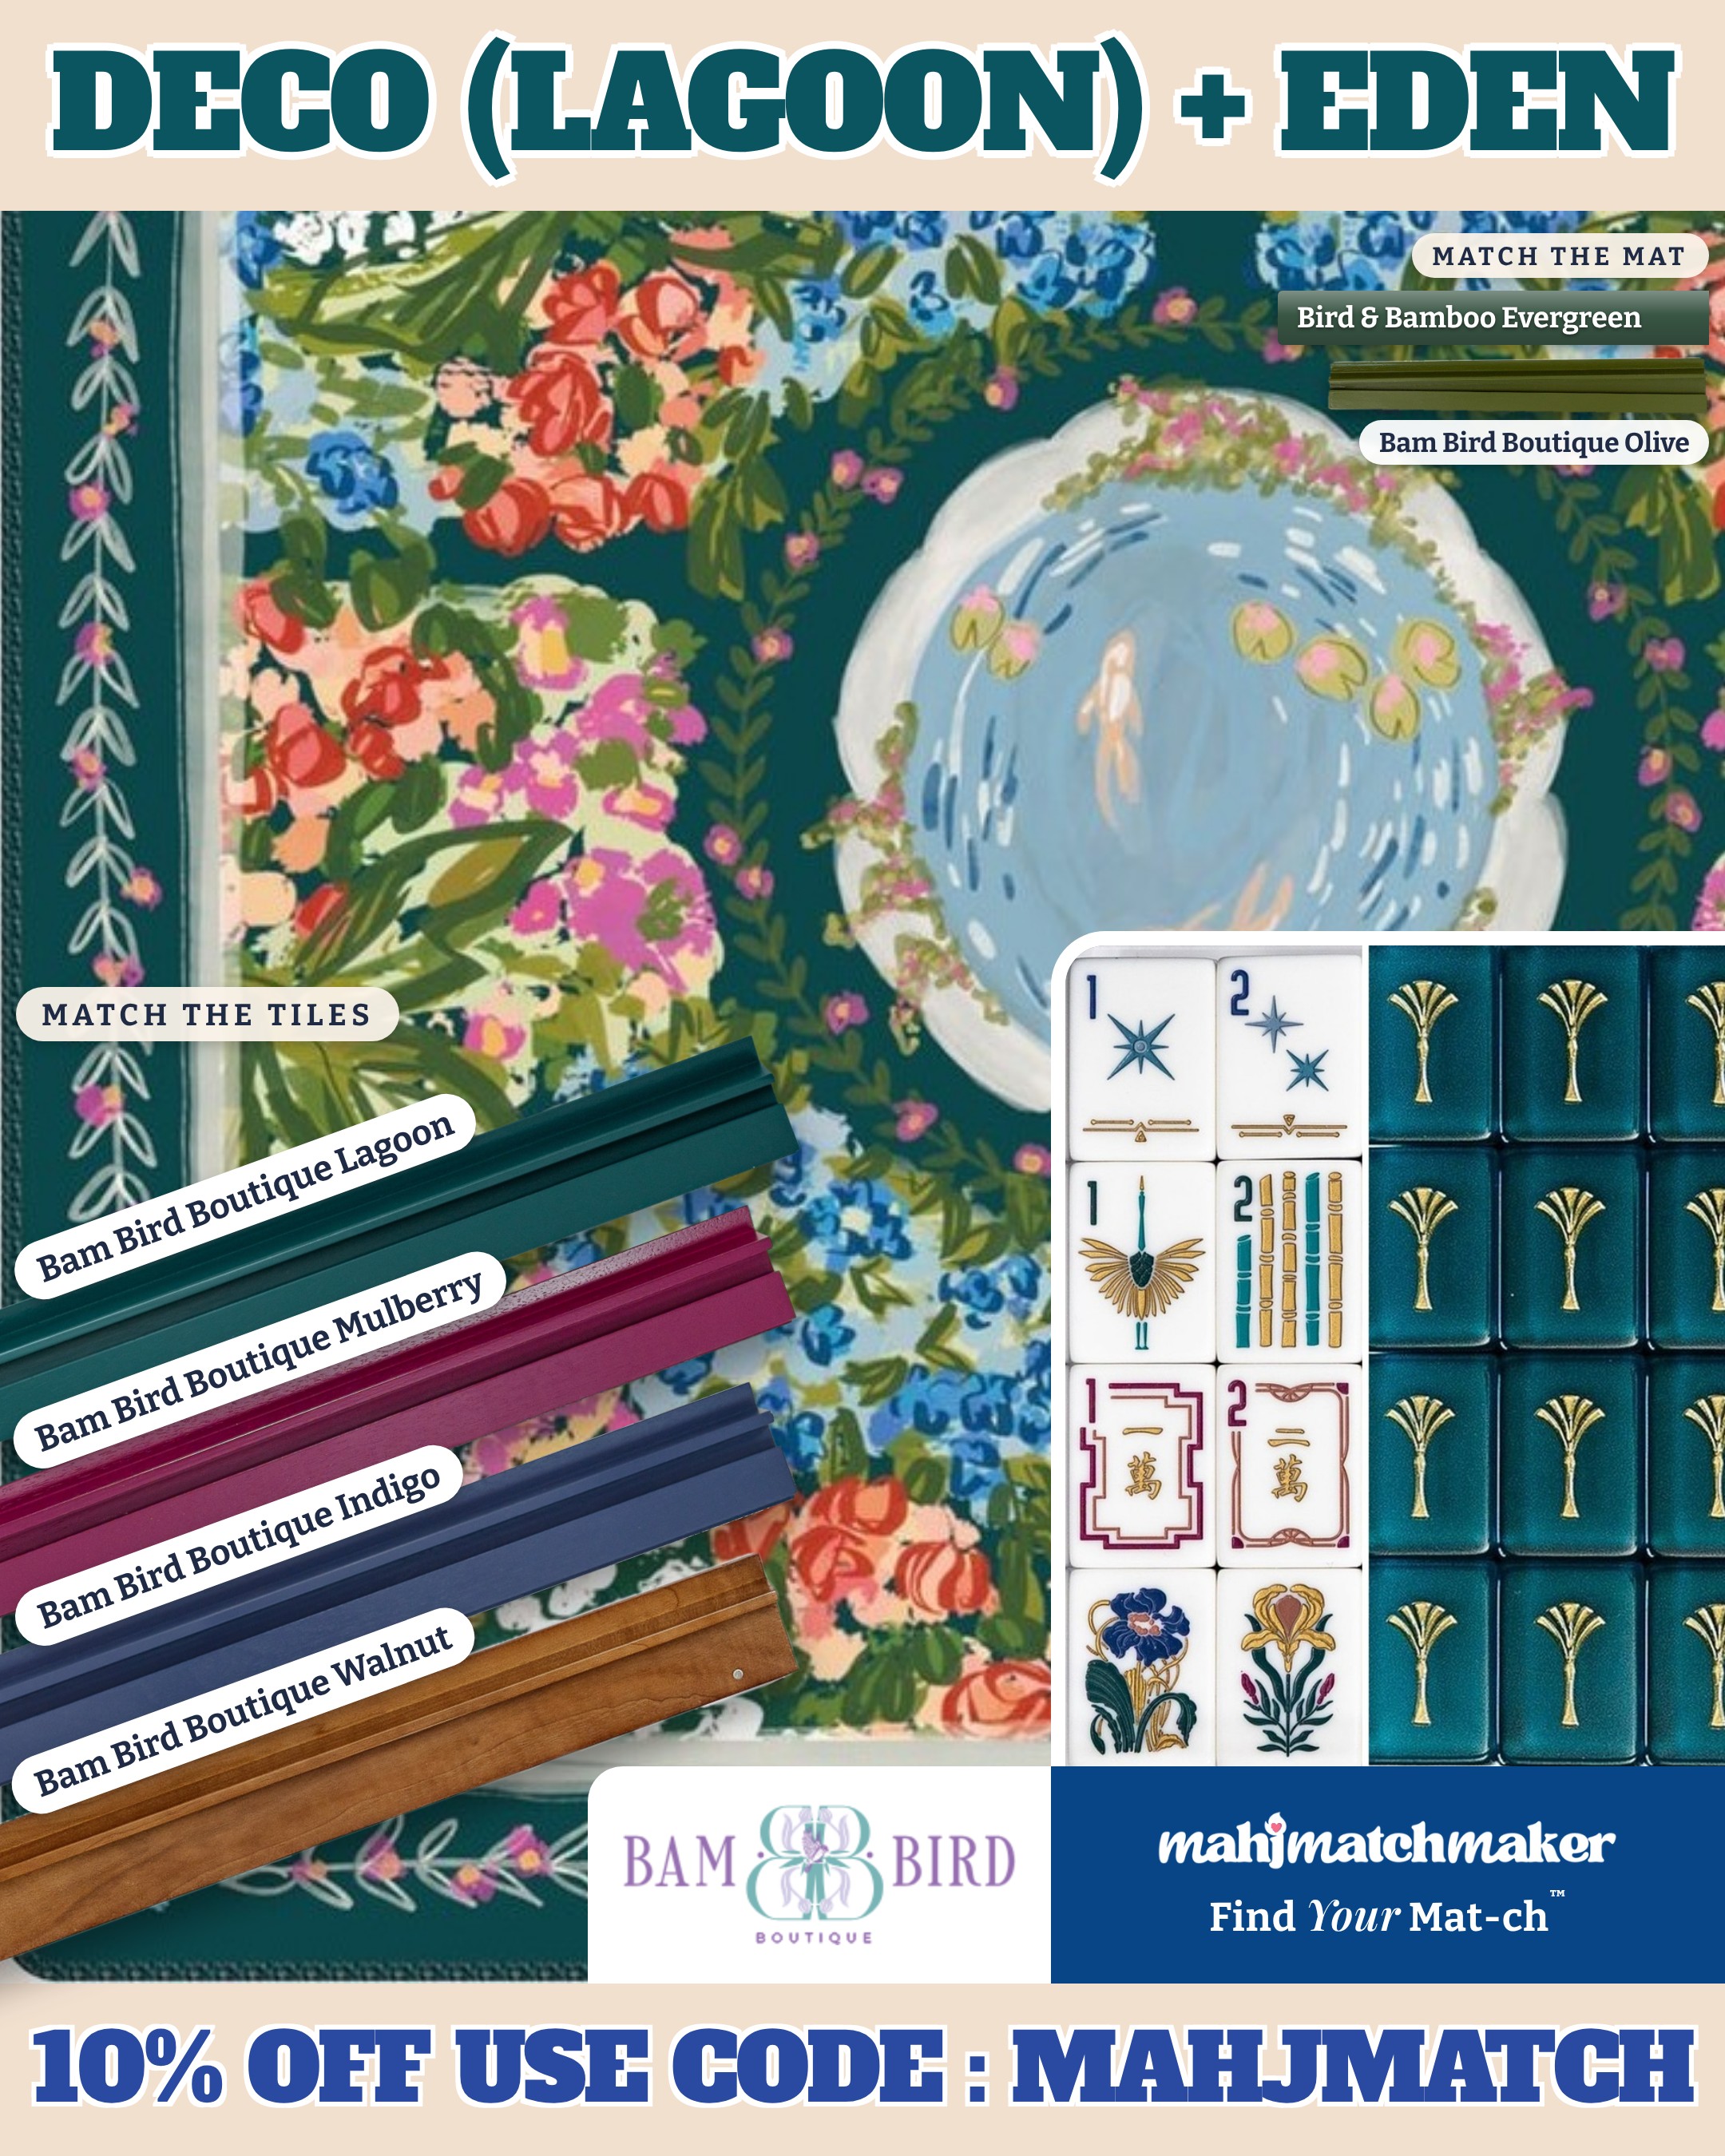 DECO (LAGOON) + EDEN
MATCH THE MAT
Bird & Bamboo Evergreen
Bam Bird Boutique Olive
MATCH THE TILES
Bam Bird Boutique Lagoon
Bam Bird Boutique Mulberry
Bam Bird Boutique Indigo
Bam Bird Boutique Walnut
1
2
1
2
1
一
萬
2
二
萬
BAM BIRD
BOUTIQUE
mahjmatchmaker
Find Your Mat-ch™
10% OFF USE CODE : MAHJMATCH